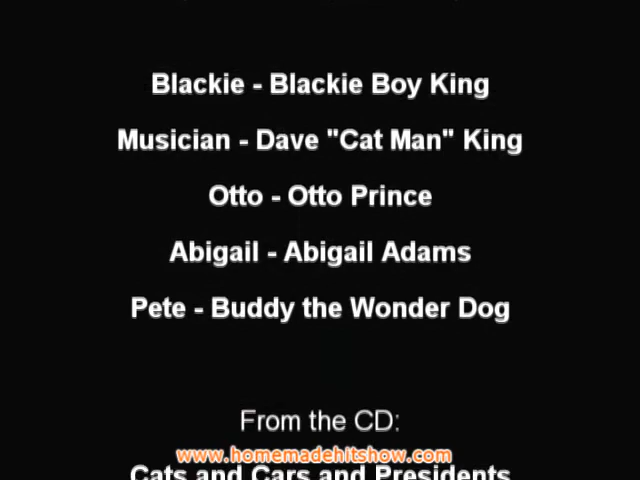 Blackie - Blackie Boy King
Musician - Dave "Cat Man" King
Otto - Otto Prince
Abigail - Abigail Adams
Pete - Buddy the Wonder Dog
From the CD:
www.homemadehitshow.com
Cats and Cars and Presidents